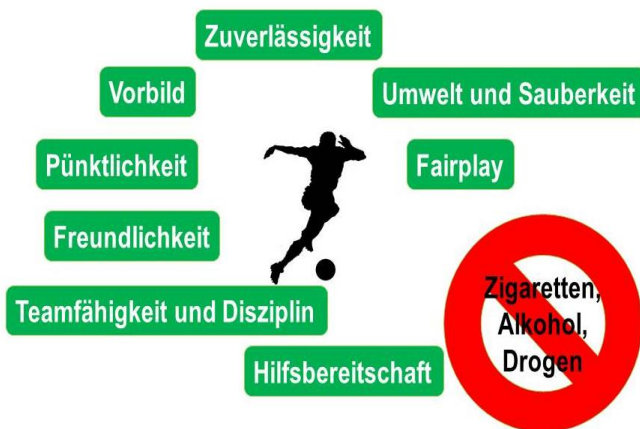 Zuverlässigkeit
Vorbild
Umwelt und Sauberkeit
Pünktlichkeit
Fairplay
Freundlichkeit
Teamfähigkeit und Disziplin
Zigaretten,
Alkohol,
Drogen
Hilfsbereitschaft